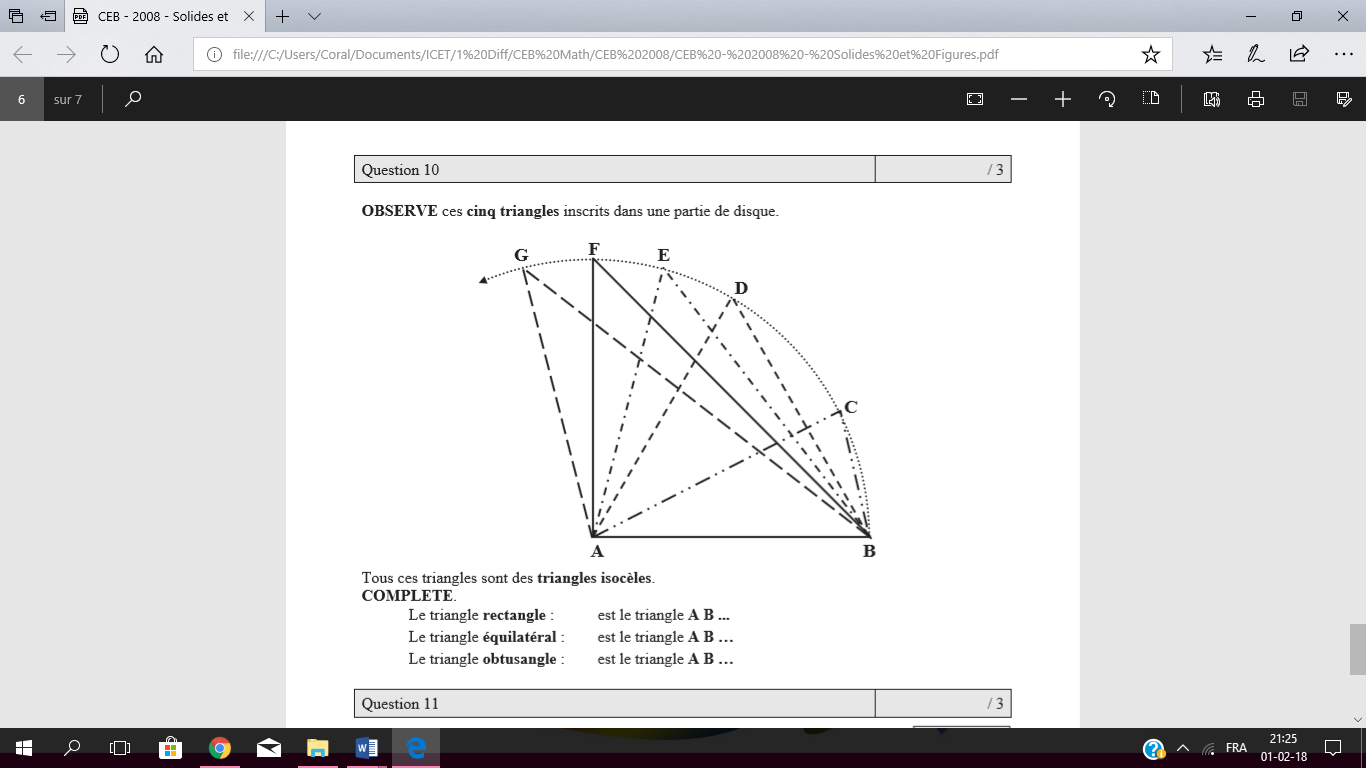 CEB - 2008 - Solides et
file:///C:/Users/Coral/Documents/ICET/1%20Diff/CEB%20Math/CEB%202008/CEB%20-%202008%20-%20Solides%20et%20Figures.pdf
6 sur 7
Question 10 / 3
OBSERVE ces cinq triangles inscrits dans une partie de disque.
G F E
D
C
A B
Tous ces triangles sont des triangles isocèles.
COMPLETE.
Le triangle rectangle : est le triangle A B ...
Le triangle équilatéral : est le triangle A B …
Le triangle obtusangle : est le triangle A B …
Question 11 / 3
FRA
21:25
01-02-18